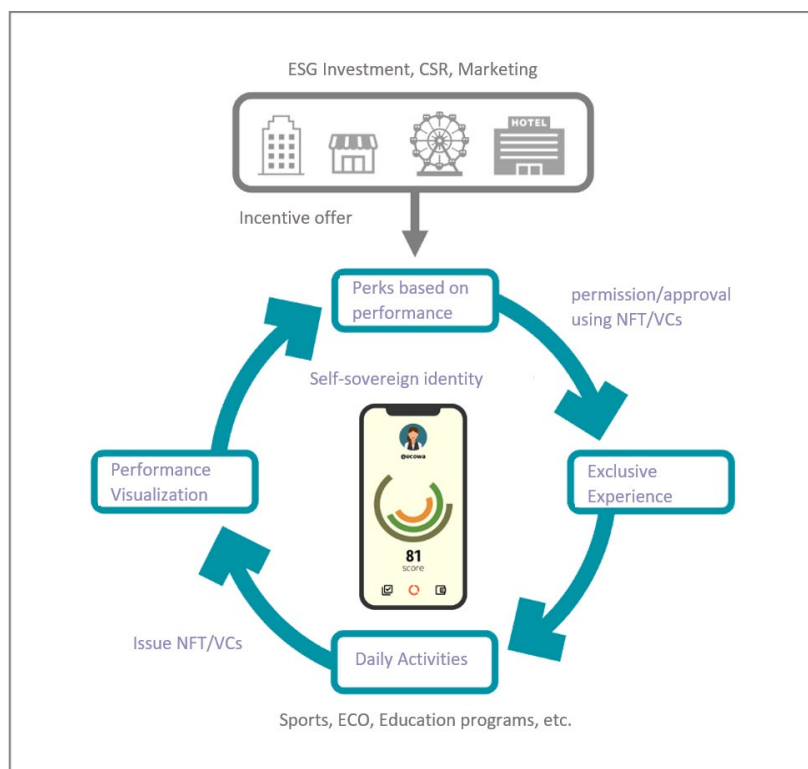 ESG Investment, CSR, Marketing
HOTEL
Incentive offer
Perks based on
performance
permission/approval
using NFT/VCs
Self-sovereign identity
@ecowa
Performance
Visualization
Exclusive
Experience
81
score
Issue NFT/VCs
Daily Activities
Sports, ECO, Education programs, etc.